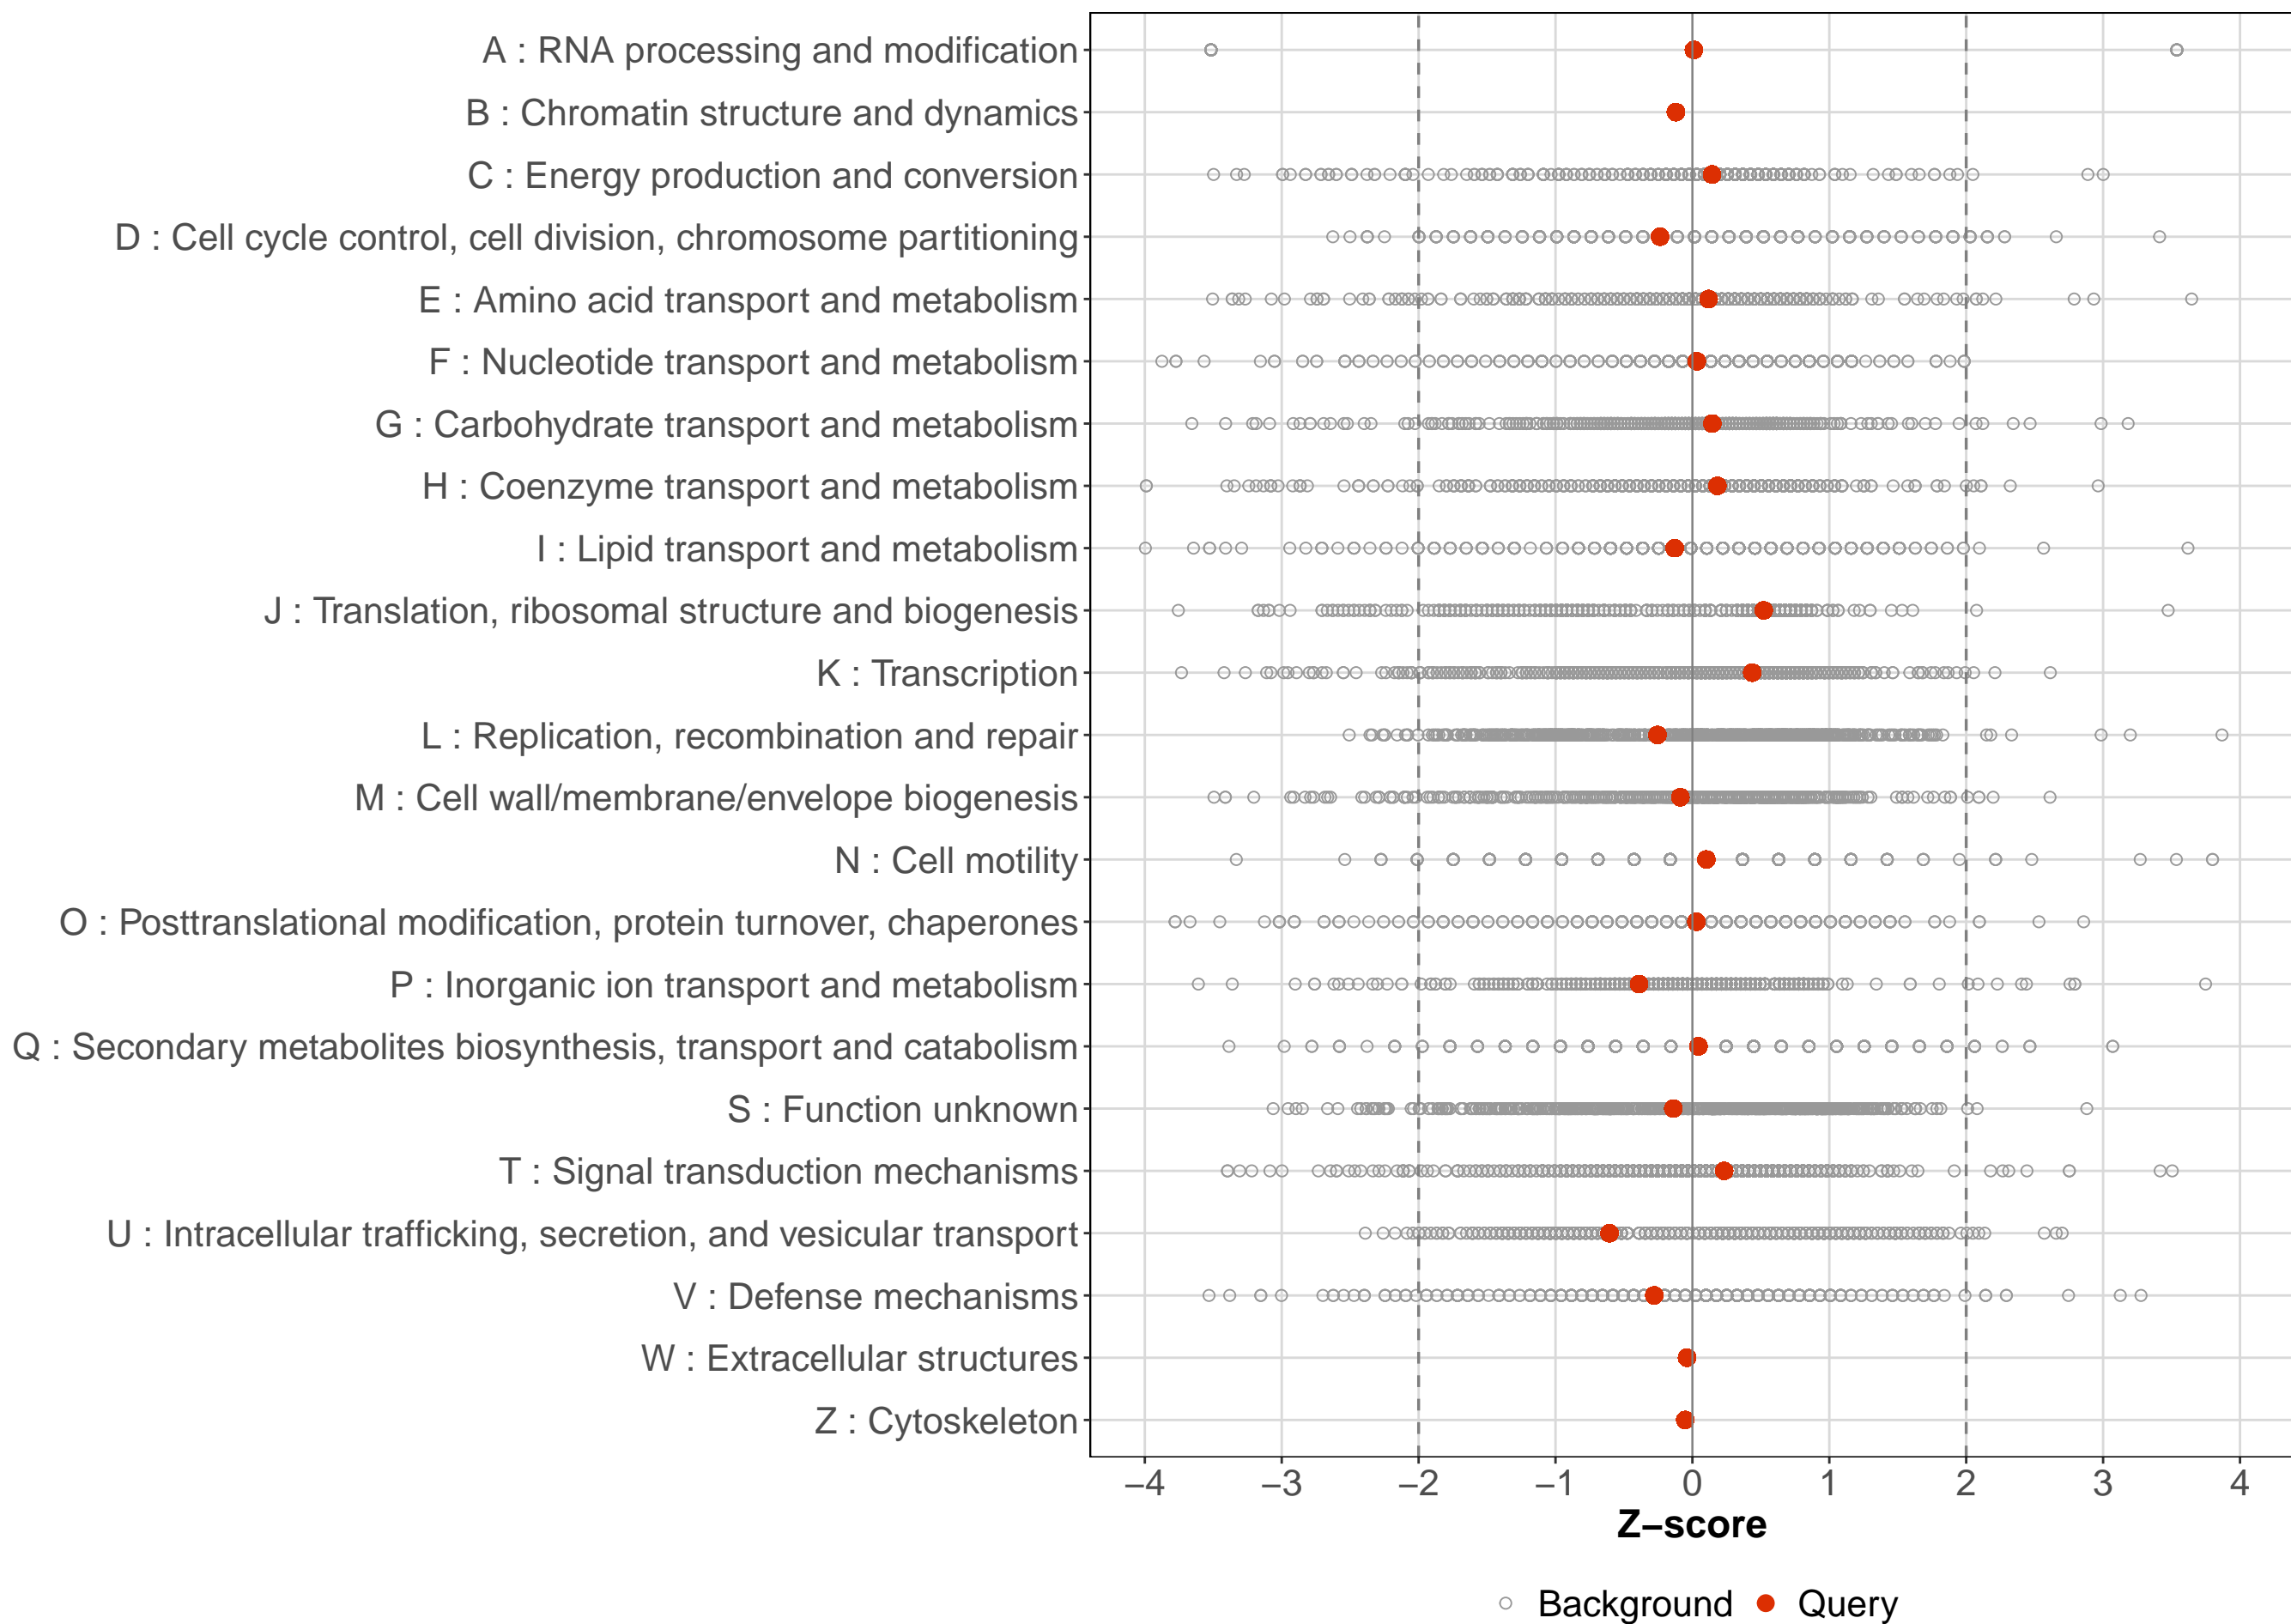 A : RNA processing and modification
B : Chromatin structure and dynamics
C : Energy production and conversion
D : Cell cycle control, cell division, chromosome partitioning
E : Amino acid transport and metabolism
F : Nucleotide transport and metabolism
G : Carbohydrate transport and metabolism
H : Coenzyme transport and metabolism
I : Lipid transport and metabolism
J : Translation, ribosomal structure and biogenesis
K : Transcription
L : Replication, recombination and repair
M : Cell wall/membrane/envelope biogenesis
N : Cell motility
O : Posttranslational modification, protein turnover, chaperones
P : Inorganic ion transport and metabolism
Q : Secondary metabolites biosynthesis, transport and catabolism
S : Function unknown
T : Signal transduction mechanisms
U : Intracellular trafficking, secretion, and vesicular transport
V : Defense mechanisms
W : Extracellular structures
Z : Cytoskeleton
−4 −3 −2 −1 0 1 2 3 4
Z−score
Background Query